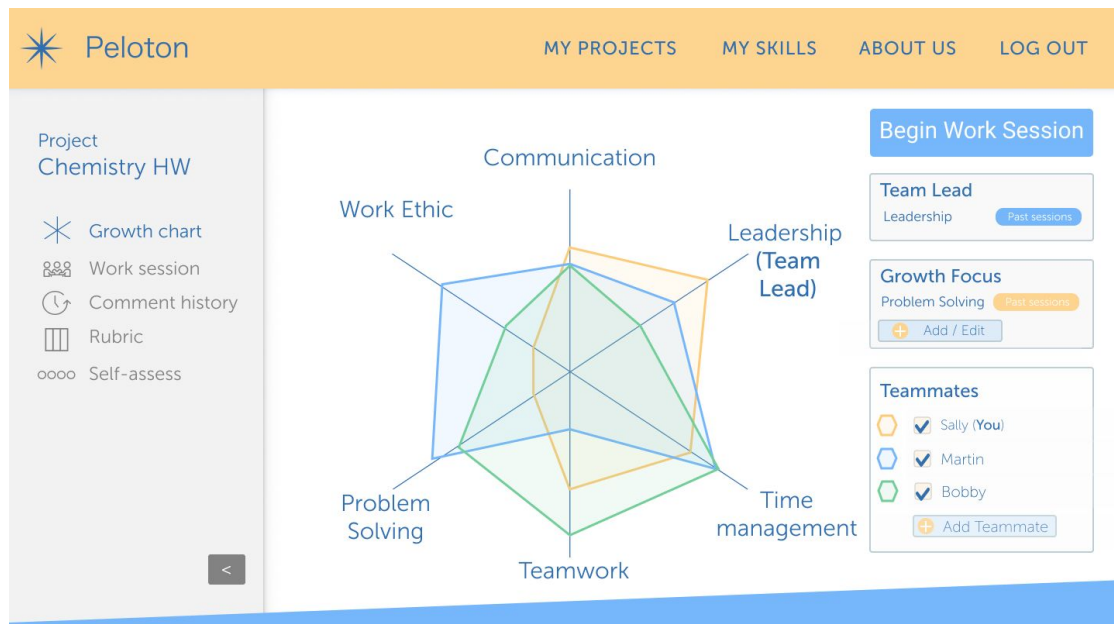 Peloton
MY PROJECTS
MY SKILLS
ABOUT US
LOG OUT
Project
Chemistry HW
Growth chart
Work session
Comment history
Rubric
Self-assess
<
Communication
Work Ethic
Leadership
(Team
Lead)
Problem
Solving
Time
management
Teamwork
Begin Work Session
Team Lead
Leadership
Past sessions
Growth Focus
Problem Solving
Past sessions
Add / Edit
Teammates
Sally (You)
Martin
Bobby
Add Teammate